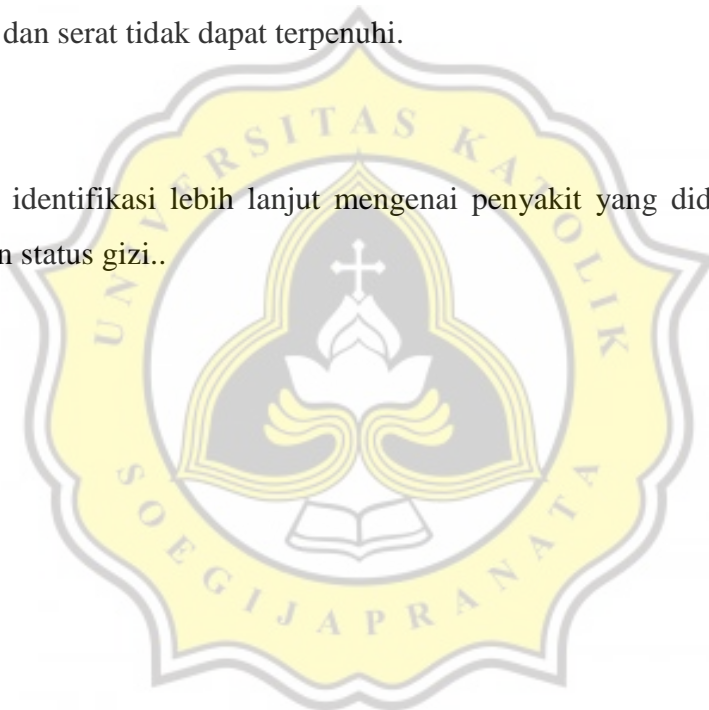 dan serat tidak dapat terpenuhi.
UNIVERSITAS KATOLIK
identifikasi lebih lanjut mengenai penyakit yang did
n status gizi..
SOEGIJAPRANATA